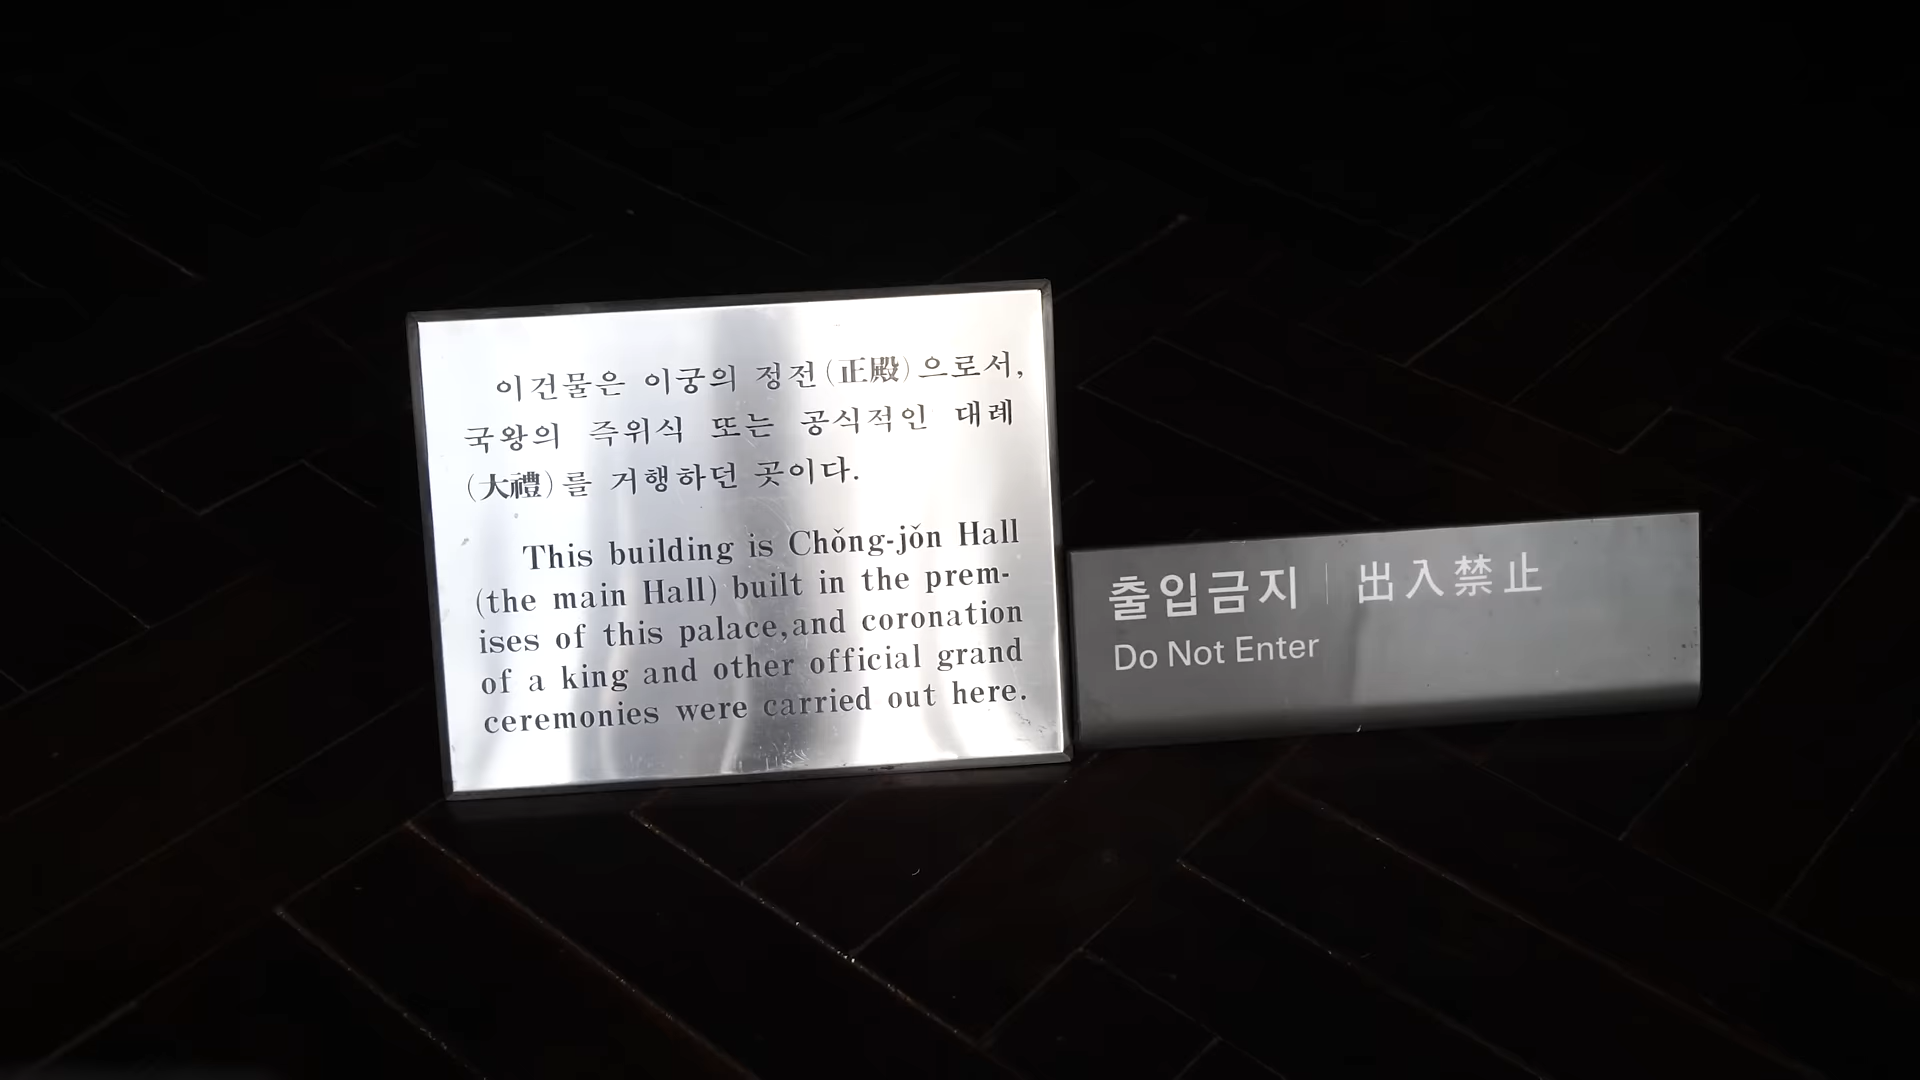 이건물은 이궁의 정전(正殿)으로서,
국왕의 즉위식 또는 공식적인 대례
(大禮)를 거행하던 곳이다.
This building is Chŏng-jŏn Hall
(the main Hall) built in the prem-
ises of this palace,and coronation
of a king and other official grand
ceremonies were carried out here.
출입금지 | 出入禁止
Do Not Enter